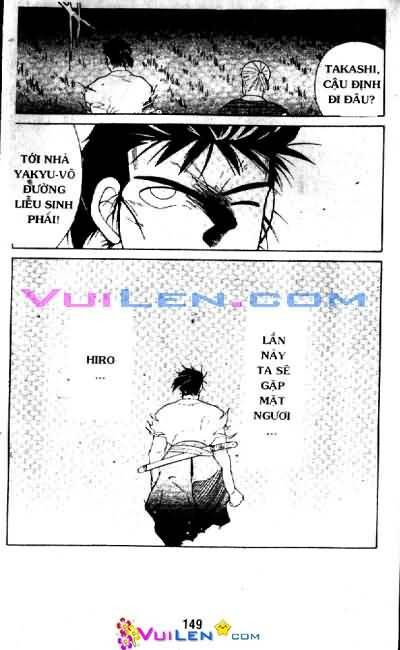 TAKASHI,
CẬU ĐỊNH
ĐI ĐÂU?
TỚI NHÀ
YAKYU-VÕ
ĐƯỜNG
LIỄU SINH
PHÁI!
VUILEN.COM
HIRO
...
LẦN
NÀY
TA SẼ
GẶP
MẶT
NGƯƠI
...
149
VUILEN COM